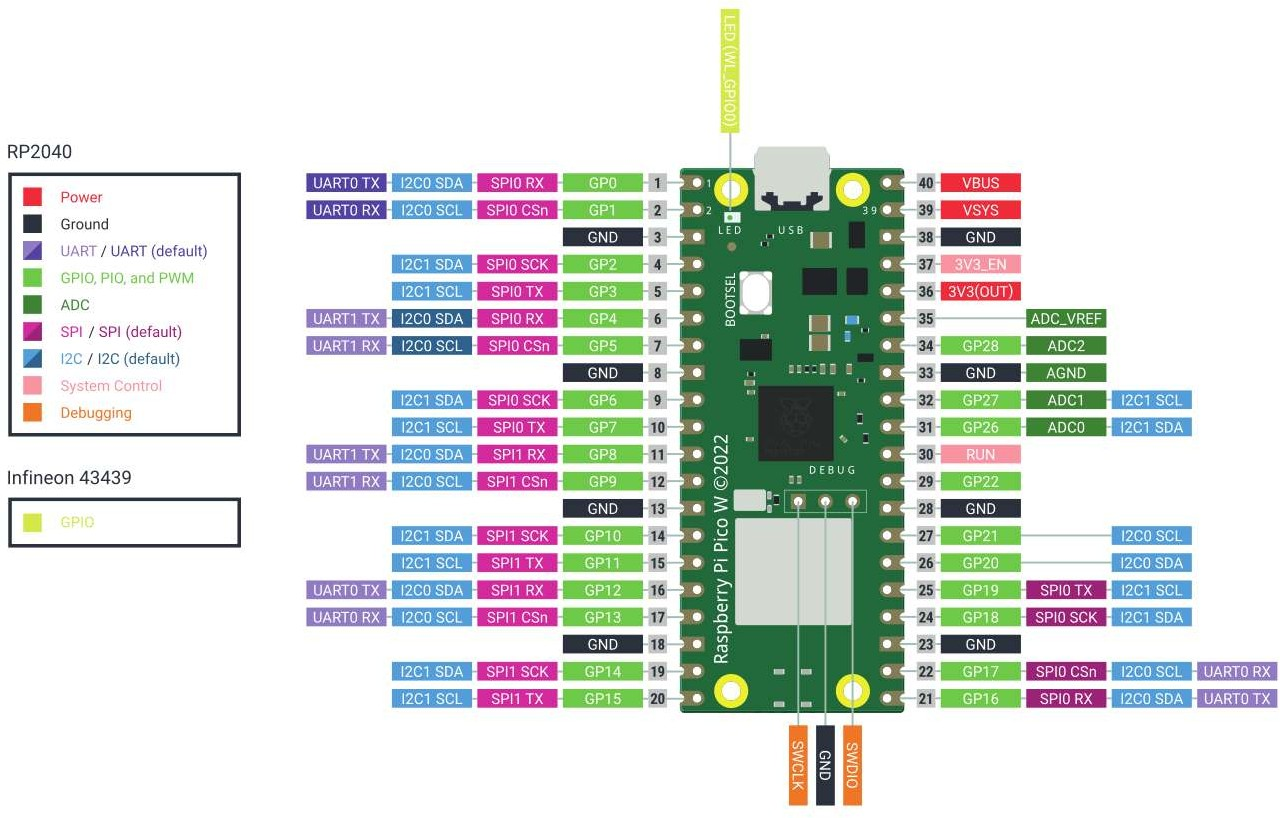 LED (WL_GPIO0)
RP2040
Power
Ground
UART / UART (default)
GPIO, PIO, and PWM
ADC
SPI / SPI (default)
I2C / I2C (default)
System Control
Debugging
Infineon 43439
GPIO
UART0 TX I2C0 SDA SPI0 RX GP0 1
UART0 RX I2C0 SCL SPI0 CSn GP1 2
GND 3
I2C1 SDA SPI0 SCK GP2 4
I2C1 SCL SPI0 TX GP3 5
UART1 TX I2C0 SDA SPI0 RX GP4 6
UART1 RX I2C0 SCL SPI0 CSn GP5 7
GND 8
I2C1 SDA SPI0 SCK GP6 9
I2C1 SCL SPI0 TX GP7 10
UART1 TX I2C0 SDA SPI1 RX GP8 11
UART1 RX I2C0 SCL SPI1 CSn GP9 12
GND 13
I2C1 SDA SPI1 SCK GP10 14
I2C1 SCL SPI1 TX GP11 15
UART0 TX I2C0 SDA SPI1 RX GP12 16
UART0 RX I2C0 SCL SPI1 CSn GP13 17
GND 18
I2C1 SDA SPI1 SCK GP14 19
I2C1 SCL SPI1 TX GP15 20
1
2
39
LED
USB
BOOTSEL
DEBUG
Raspberry Pi Pico W ©2022
40 VBUS
39 VSYS
38 GND
37 3V3_EN
36 3V3(OUT)
35 ADC_VREF
34 GP28 ADC2
33 GND AGND
32 GP27 ADC1 I2C1 SCL
31 GP26 ADC0 I2C1 SDA
30 RUN
29 GP22
28 GND
27 GP21 I2C0 SCL
26 GP20 I2C0 SDA
25 GP19 SPI0 TX I2C1 SCL
24 GP18 SPI0 SCK I2C1 SDA
23 GND
22 GP17 SPI0 CSn I2C0 SCL UART0 RX
21 GP16 SPI0 RX I2C0 SDA UART0 TX
SWCLK
GND
SWDIO